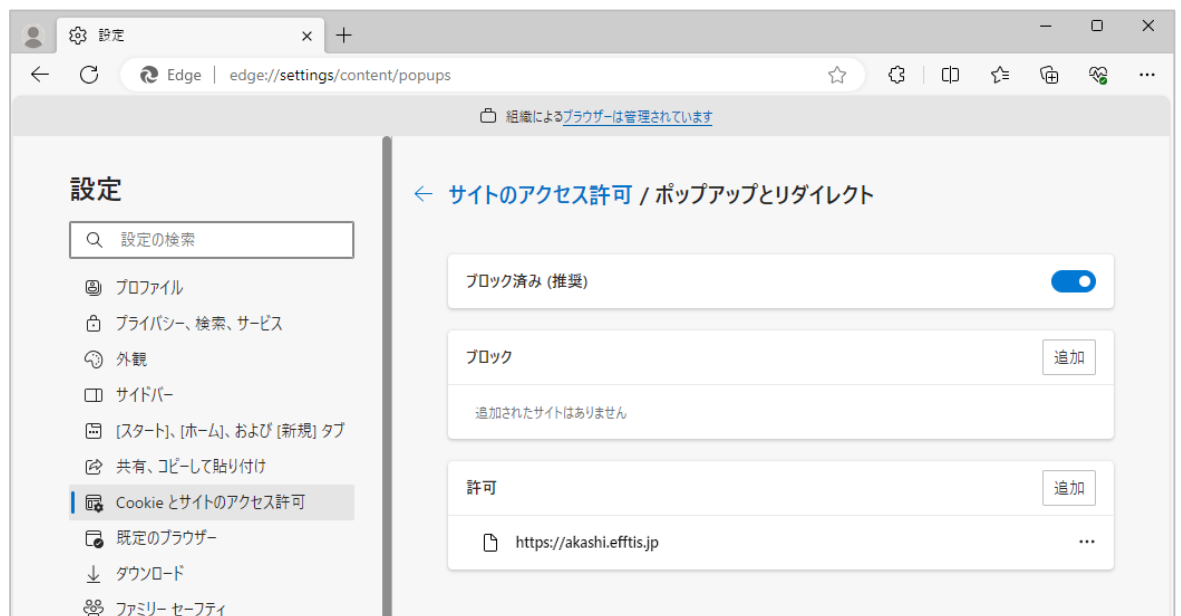 設定
Edge edge://settings/content/popups
組織によるブラウザーは管理されています
設定
設定の検索
プロファイル
プライバシー、検索、サービス
外観
サイドバー
[スタート]、[ホーム]、および [新規] タブ
共有、コピーして貼り付け
Cookie とサイトのアクセス許可
既定のブラウザー
ダウンロード
ファミリー セーフティ
サイトのアクセス許可 / ポップアップとリダイレクト
ブロック済み (推奨)
ブロック 追加
追加されたサイトはありません
許可 追加
https://akashi.efftis.jp